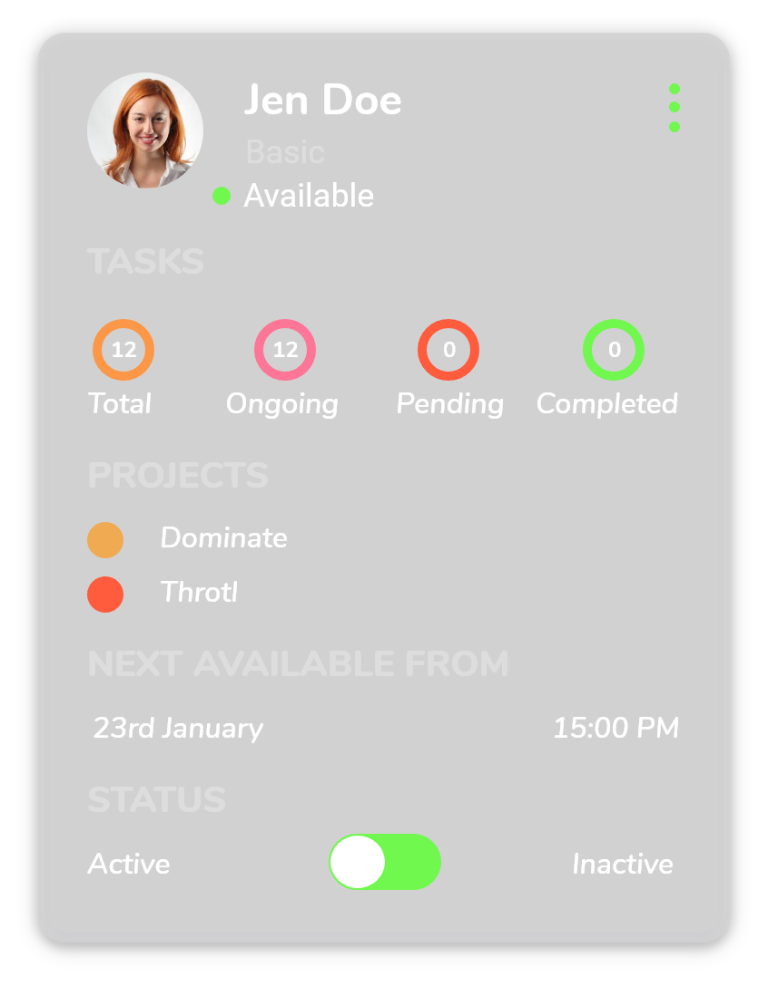 Jen Doe
Basic
Available
TASKS
12 12 0 0
Total Ongoing Pending Completed
PROJECTS
Dominate
Throtl
NEXT AVAILABLE FROM
23rd January 15:00 PM
STATUS
Active Inactive